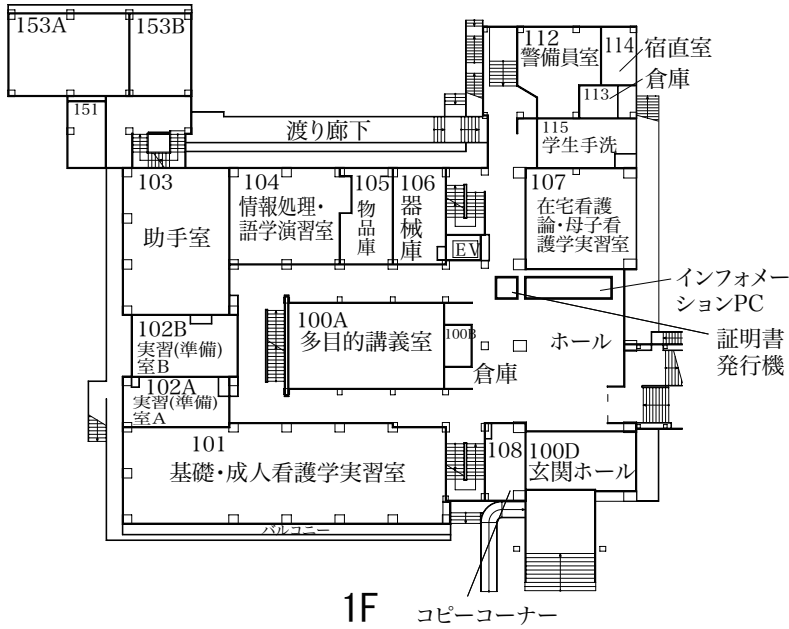 153A
153B
112
警備員室
114
宿直室
倉庫
113
151
渡り廊下
115
学生手洗
103
助手室
104
情報処理・
語学演習室
105
物品庫
106
器械庫
107
在宅看護
論・母子看
護学実習室
EV
インフォメー
ションPC
100A
多目的講義室
100B
倉庫
ホール
証明書
発行機
102B
実習(準備)
室B
102A
実習(準備)
室A
101
基礎・成人看護学実習室
108
100D
玄関ホール
バルコニー
1F
コピーコーナー